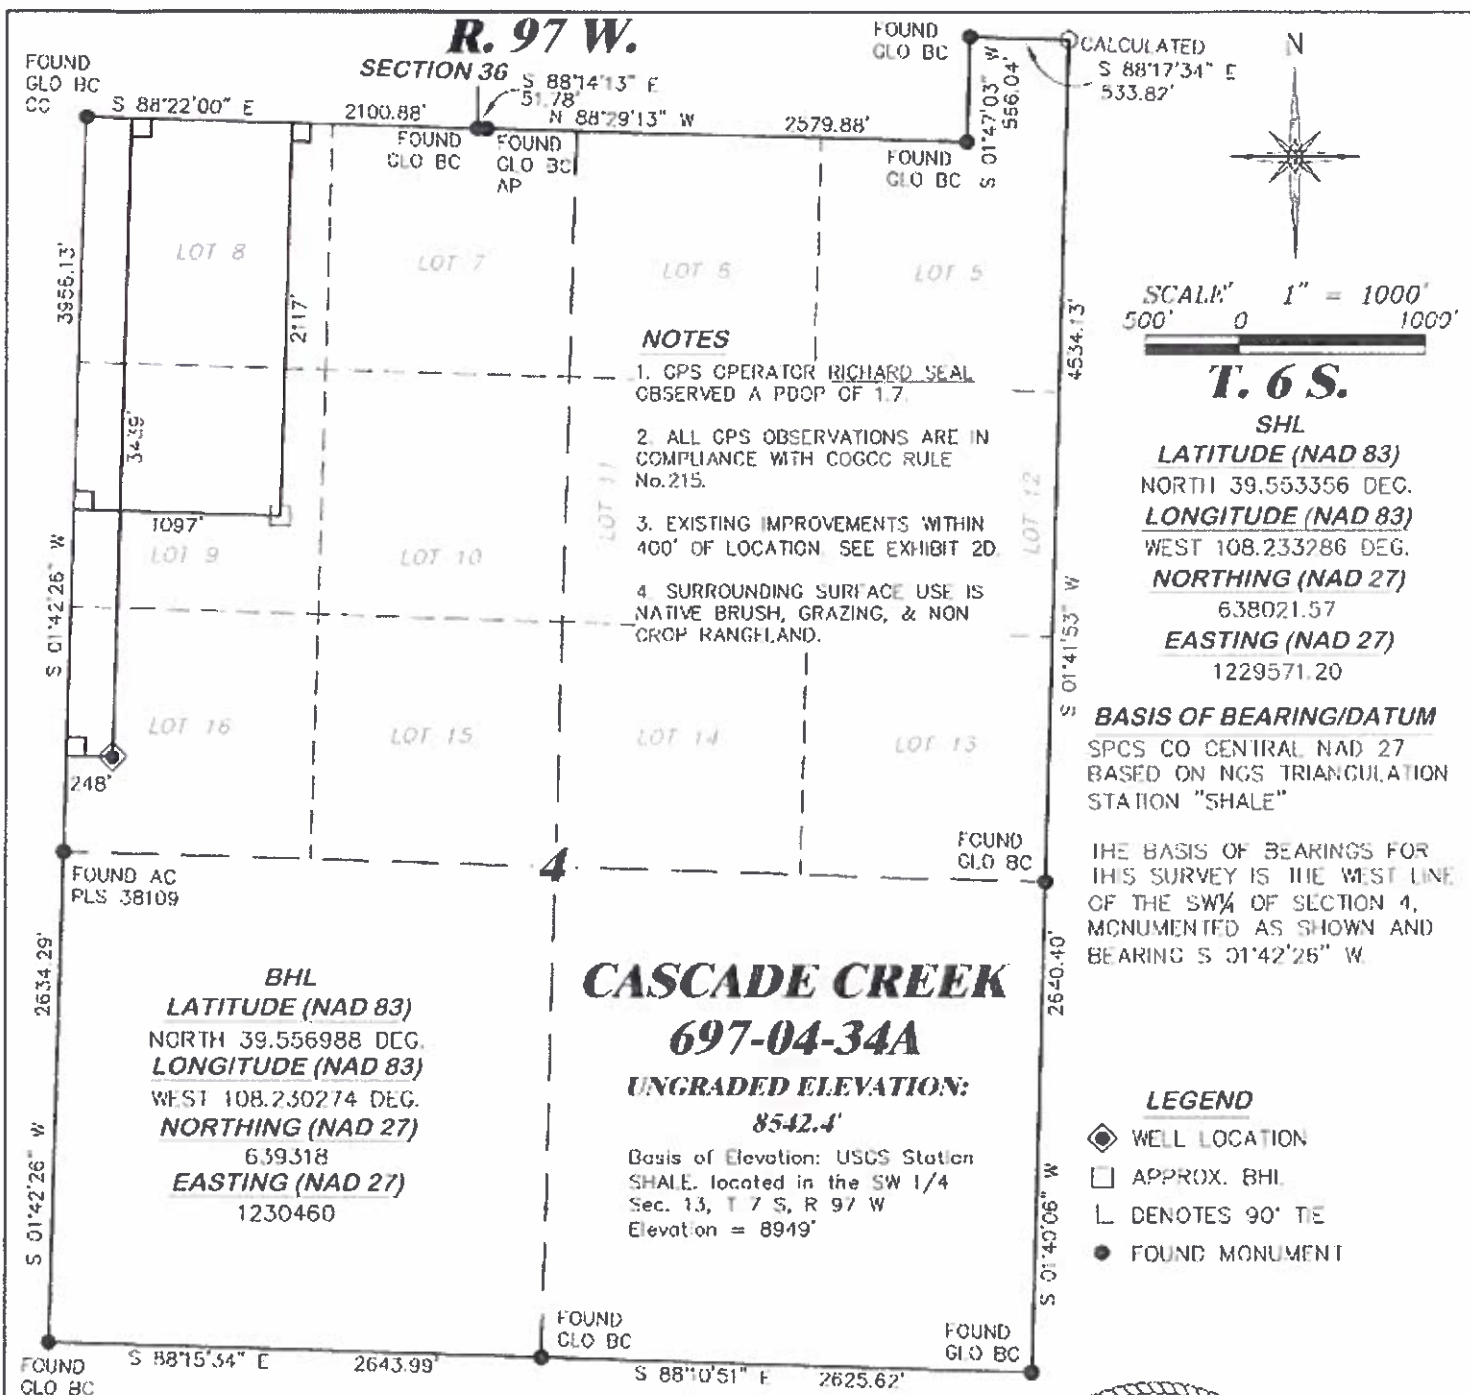 R. 97 W.
SECTION 36
FOUND
GLO BC
CC
S 88°22'00" E
2100.88'
S 88°14'13" E
51.78'
N 88°29'13" W
2579.88'
FOUND
GLO BC
FOUND
GLO BC
AP
FOUND
GLO BC
FOUND
GLO BC
S 01°47'03" W
556.04'
CALCULATED
S 88°17'34" E
533.82'
N
SCALE 1" = 1000'
500' 0 1000'
T. 6 S.
SHL
LATITUDE (NAD 83)
NORTH 39.553356 DEG.
LONGITUDE (NAD 83)
WEST 108.233286 DEG.
NORTHING (NAD 27)
638021.57
EASTING (NAD 27)
1229571.20
BASIS OF BEARING/DATUM
SPCS CO CENTRAL NAD 27
BASED ON NGS TRIANGULATION
STATION "SHALE"
THE BASIS OF BEARINGS FOR
THIS SURVEY IS THE WEST LINE
OF THE SW¼ OF SECTION 4,
MONUMENTED AS SHOWN AND
BEARING S 01°42'26" W
LEGEND
WELL LOCATION
APPROX. BHL
DENOTES 90° TIE
FOUND MONUMENT
3956.13'
S 01°42'26" W
3439'
2117'
1097'
248'
LOT 8
LOT 7
LOT 6
LOT 5
LOT 9
LOT 10
LOT 11
LOT 12
LOT 16
LOT 15
LOT 14
LOT 13
NOTES
1. GPS OPERATOR RICHARD SEAL
OBSERVED A PDOP OF 1.7.
2. ALL GPS OBSERVATIONS ARE IN
COMPLIANCE WITH COGCC RULE
No.215.
3. EXISTING IMPROVEMENTS WITHIN
400' OF LOCATION SEE EXHIBIT 2D.
4. SURROUNDING SURFACE USE IS
NATIVE BRUSH, GRAZING, & NON
CROP RANGELAND.
4534.13'
S 01°41'53" W
FOUND
GLO BC
FOUND AC
PLS 38109
4
2634.29'
S 01°42'26" W
BHL
LATITUDE (NAD 83)
NORTH 39.556988 DEG.
LONGITUDE (NAD 83)
WEST 108.230274 DEG.
NORTHING (NAD 27)
639318
EASTING (NAD 27)
1230460
CASCADE CREEK
697-04-34A
UNGRADED ELEVATION:
8542.4'
Basis of Elevation: USGS Station
SHALE. located in the SW 1/4
Sec. 13, T 7 S, R 97 W
Elevation = 8949'
2640.40'
S 01°40'06" W
FOUND
GLO BC
S 88°15'34" E
2643.99'
FOUND
GLO BC
S 88°10'51" E
2625.62'
FOUND
GLO BC